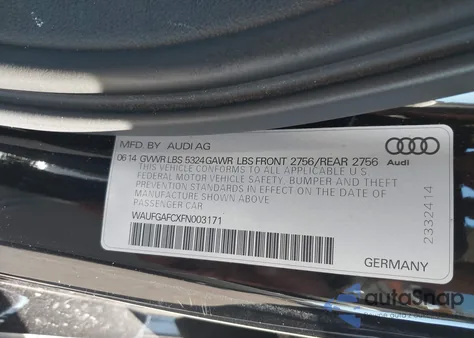 MFD. BY AUDI AG
06 14 GVWR LBS 5324 GAWR LBS FRONT 2756/REAR 2756
Audi
THIS VEHICLE CONFORMS TO ALL APPLICABLE U S
FEDERAL MOTOR VEHICLE SAFETY, BUMPER AND THEFT
PREVENTION STANDARDS IN EFFECT ON THE DATE OF
MANUFACTURE SHOWN ABOVE
PASSENGER CAR
WAUFGAFCXFN003171
2332414
GERMANY
autoSnap